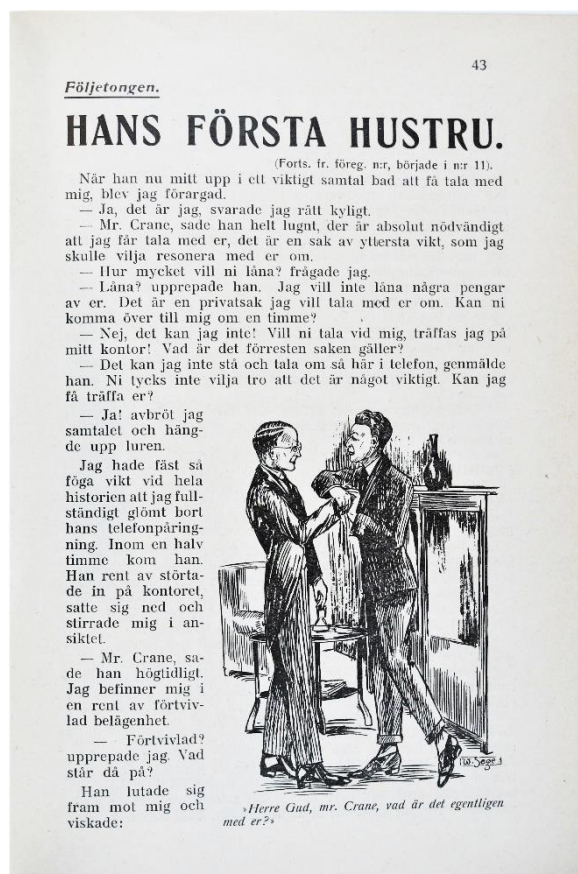 43
Följetongen.
HANS FÖRSTA HUSTRU.
(Forts. fr. föreg. n:r, började i n:r 11).
När han nu mitt upp i ett viktigt samtal bad att få tala med
mig, blev jag förargad.
— Ja, det är jag, svarade jag rätt kyligt.
— Mr. Crane, sade han helt lugnt, der är absolut nödvändigt
att jag får tala med er, det är en sak av yttersta vikt, som jag
skulle vilja resonera med er om.
— Hur mycket vill ni låna? frågade jag.
— Låna? upprepade han. Jag vill inte låna några pengar
av er. Det är en privatsak jag vill tala med er om. Kan ni
komma över till mig om en timme?
— Nej, det kan jag inte! Vill ni tala vid mig, träffas jag på
mitt kontor! Vad är det förresten saken gäller?
— Det kan jag inte stå och tala om så här i telefon, genmälde
han. Ni tycks inte vilja tro att det är något viktigt. Kan jag
få träffa er?
— Ja! avbröt jag
samtalet och häng-
de upp luren.
Jag hade fäst så
föga vikt vid hela
historien att jag full-
ständigt glömt bort
hans telefonpåring-
ning. Inom en halv
timme kom han.
Han rent av störta-
de in på kontoret,
satte sig ned och
stirrade mig i an-
siktet.
— Mr. Crane, sa-
de han högtidligt.
Jag befinner mig i
en rent av förtviv-
lad belägenhet.
— Förtvivlad?
upprepade jag. Vad
står då på?
Han lutade sig
fram mot mig och
viskade:
»Herre Gud, mr. Crane, vad är det egentligen
med er?»